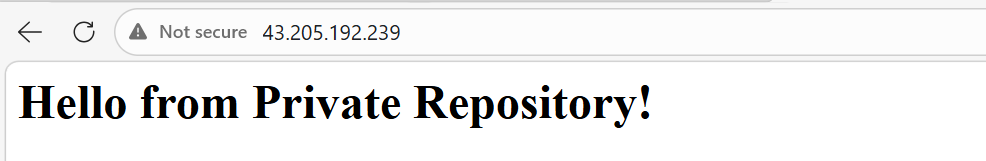 Not secure 43.205.192.239
Hello from Private Repository!